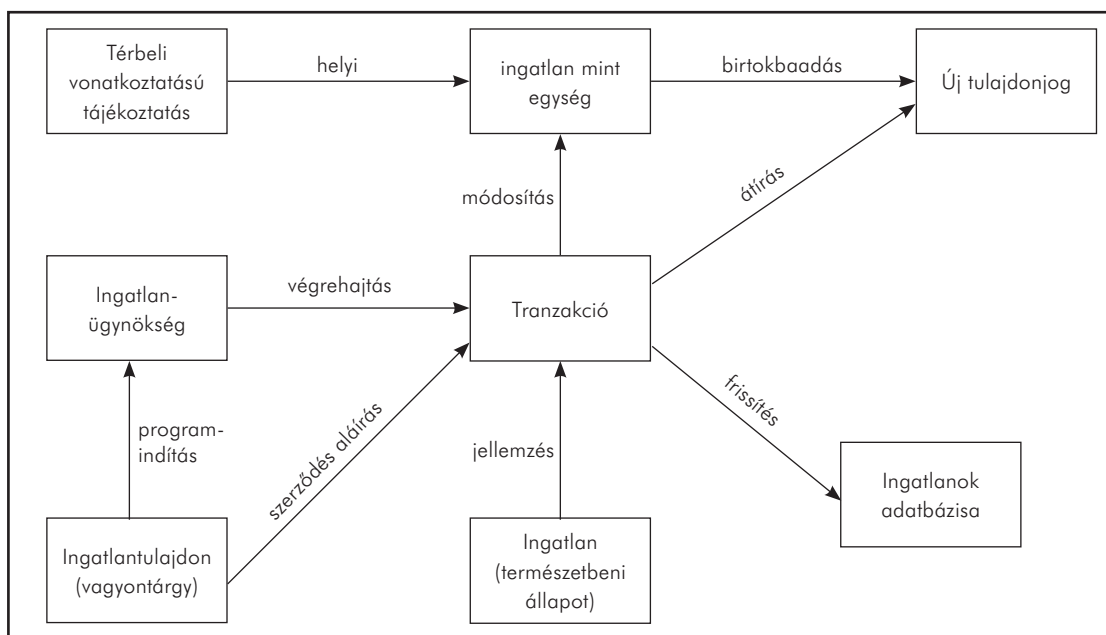 Térbeli
vonatkoztatású
tájékoztatás
helyi
ingatlan mint
egység
birtokbaadás
Új tulajdonjog
módosítás
átírás
Ingatlan-
ügynökség
végrehajtás
Tranzakció
program-
indítás
szerződés aláírás
jellemzés
frissítés
Ingatlanok
adatbázisa
Ingatlantulajdon
(vagyontárgy)
Ingatlan
(természetbeni
állapot)